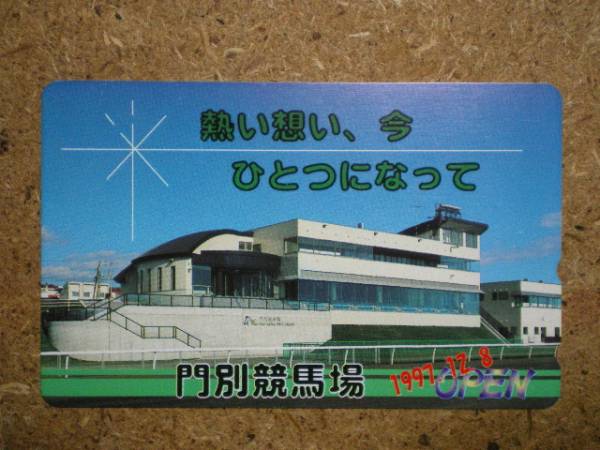 熱い想い、今
ひとつになって
門別競馬場
1997.12.8
OPEN